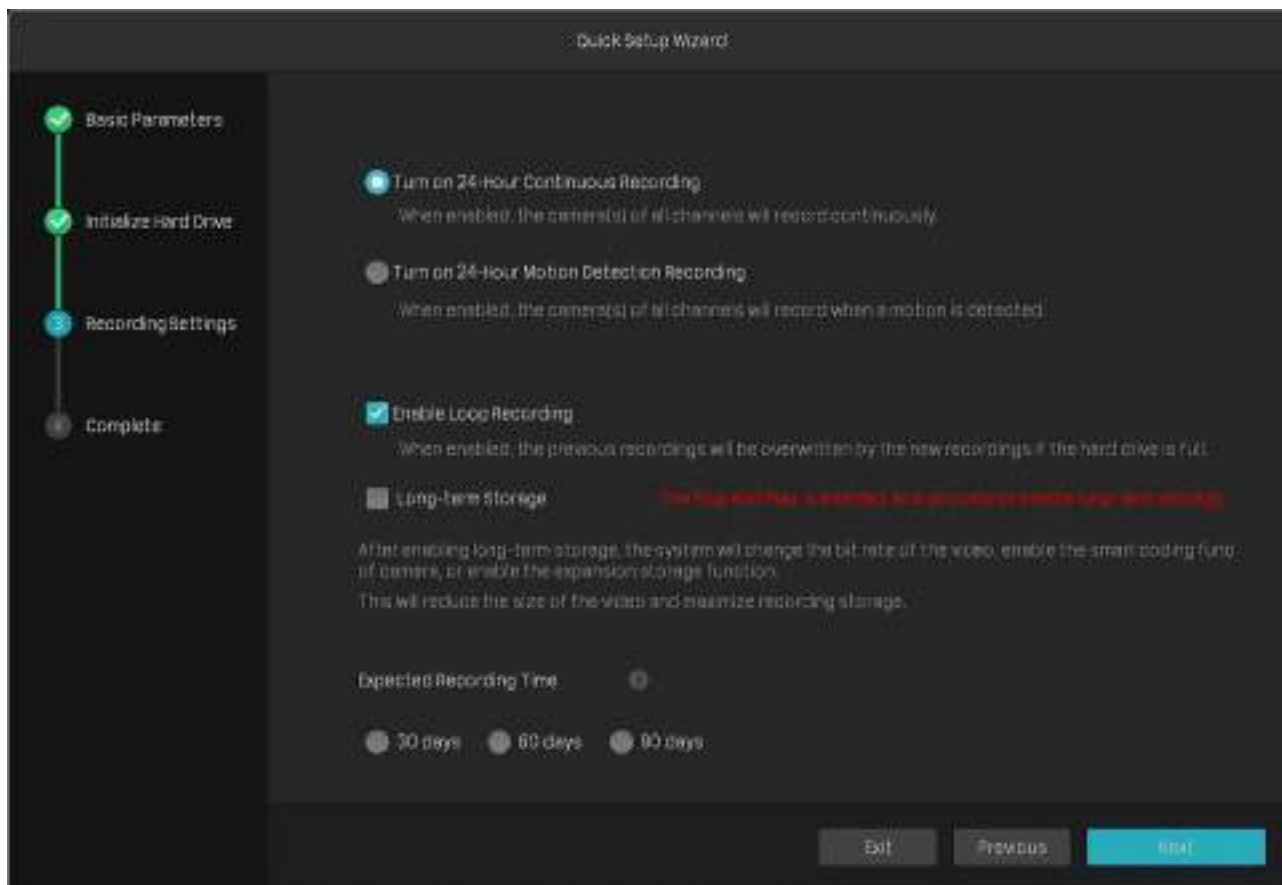 Quick Setup Wizard
Basic Parameters
Initialize Hard Drive
3
Recording Settings
Complete
Turn on 24-Hour Continuous Recording
When enabled, the camera(s) of all channels will record continuously.
Turn on 24-Hour Motion Detection Recording
When enabled, the camera(s) of all channels will record when a motion is detected.
Enable Loop Recording
When enabled, the previous recordings will be overwritten by the new recordings if the hard drive is full.
Long-term Storage
After enabling long-term storage, the system will change the bit rate of the video, enable the smart coding func
of camera, or enable the expansion storage function.
This will reduce the size of the video and maximize recording storage.
Expected Recording Time
30 days
60 days
90 days
Exit
Previous
Next